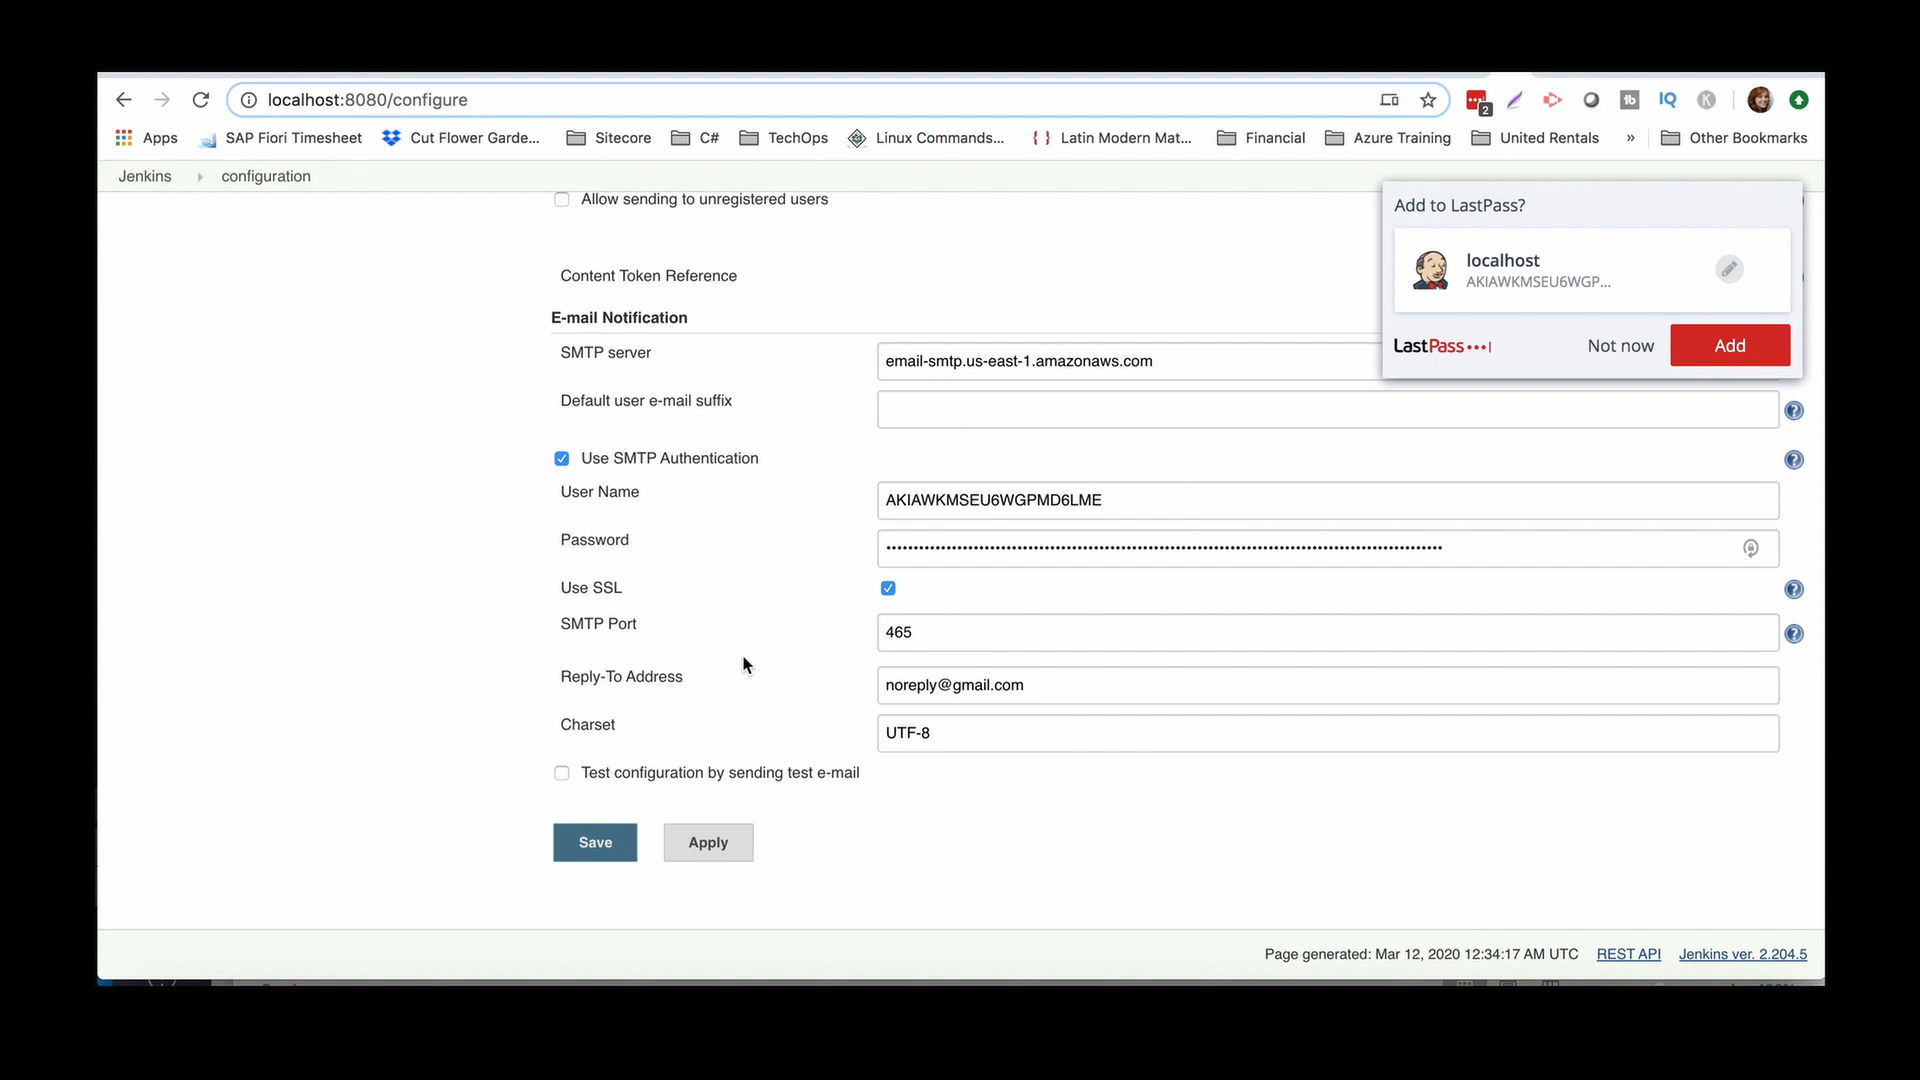 localhost:8080/configure
2
tb
IQ
K
Apps
SAP Fiori Timesheet
Cut Flower Garde...
Sitecore
C#
TechOps
Linux Commands...
Latin Modern Mat...
Financial
Azure Training
United Rentals
»
Other Bookmarks
Jenkins
configuration
Allow sending to unregistered users
Add to LastPass?
localhost
AKIAWKMSEU6WGP...
LastPass
Not now
Add
Content Token Reference
E-mail Notification
SMTP server
email-smtp.us-east-1.amazonaws.com
Default user e-mail suffix
Use SMTP Authentication
User Name
AKIAWKMSEU6WGPMD6LME
Password
Use SSL
SMTP Port
465
Reply-To Address
noreply@gmail.com
Charset
UTF-8
Test configuration by sending test e-mail
Save
Apply
Page generated: Mar 12, 2020 12:34:17 AM UTC
REST API
Jenkins ver. 2.204.5